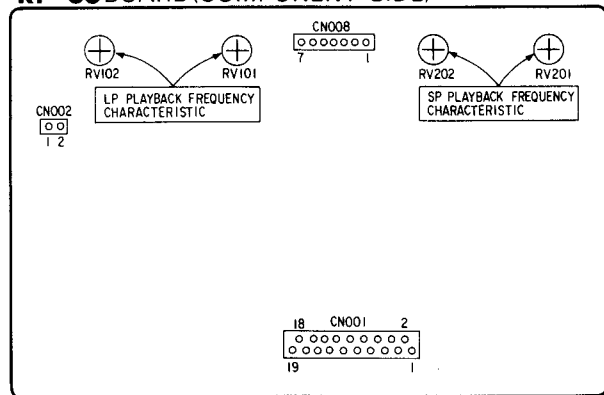 BOARD (COMPONENT SIDE)
CN008
7 1
RV102 RV101 RV202 RV201
LP PLAYBACK FREQUENCY
CHARACTERISTIC
SP PLAYBACK FREQUENCY
CHARACTERISTIC
CN002
1 2
18 CN001 2
19 1